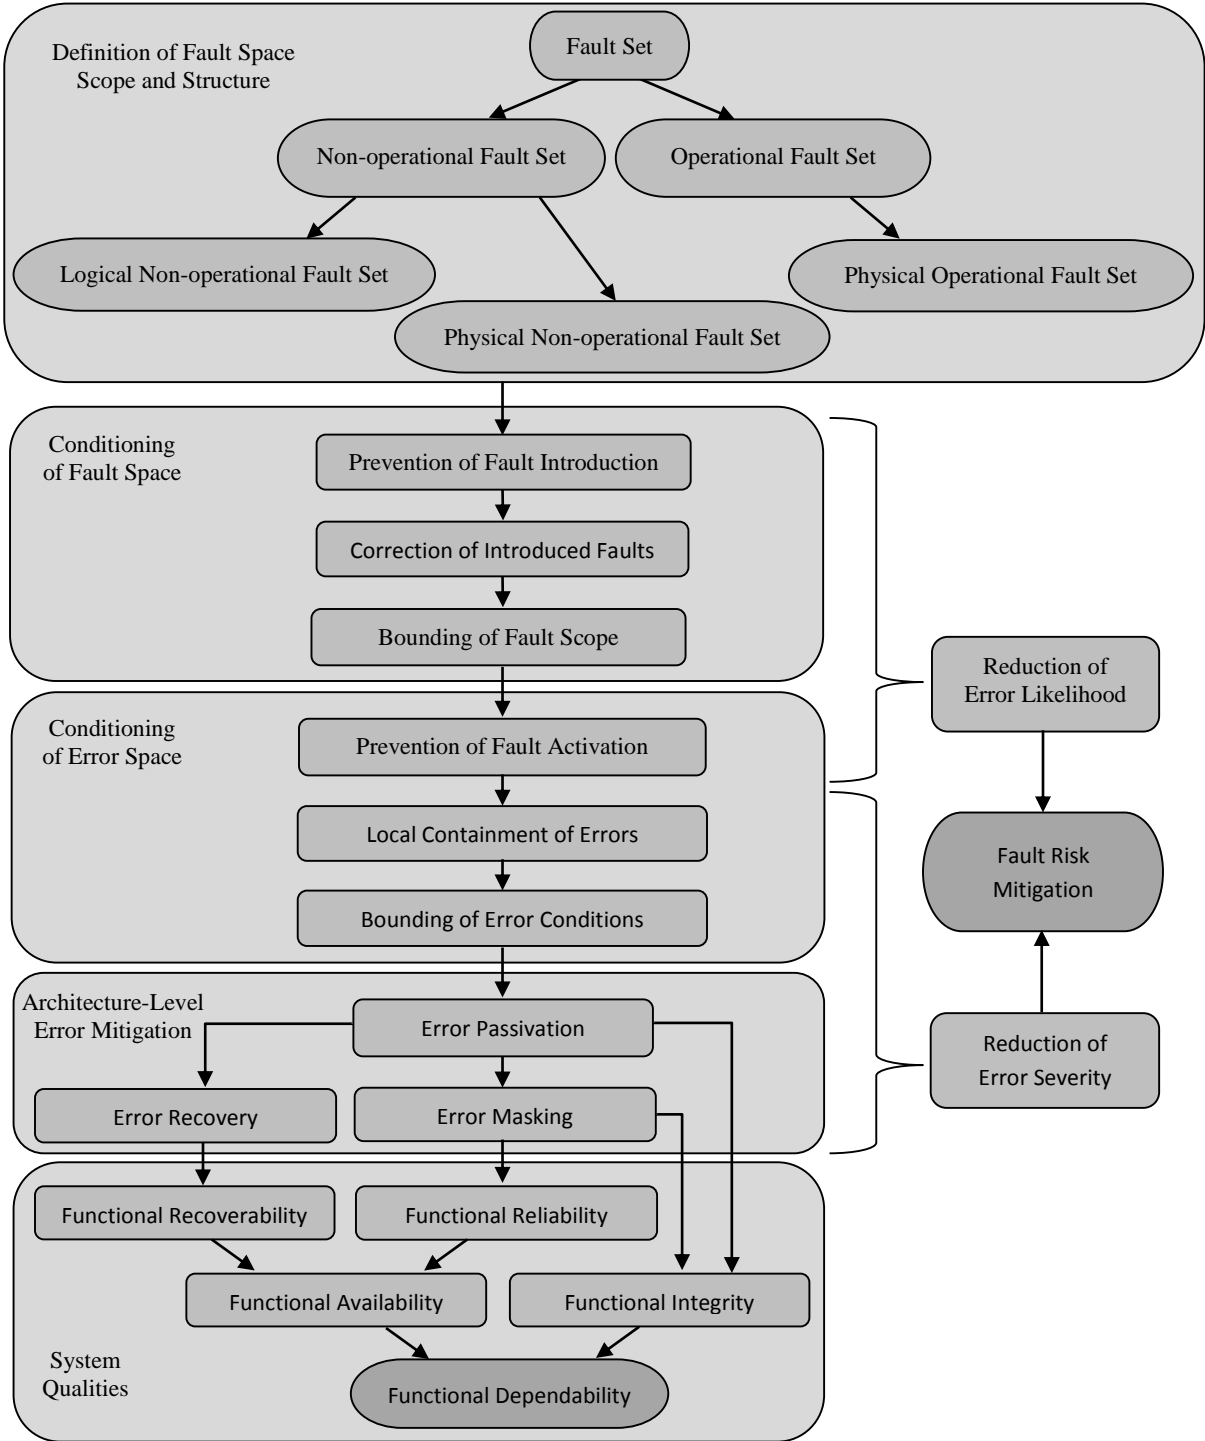 Definition of Fault Space
Scope and Structure
Fault Set
Non-operational Fault Set
Operational Fault Set
Logical Non-operational Fault Set
Physical Operational Fault Set
Physical Non-operational Fault Set
Conditioning
of Fault Space
Prevention of Fault Introduction
Correction of Introduced Faults
Bounding of Fault Scope
Reduction of
Error Likelihood
Conditioning
of Error Space
Prevention of Fault Activation
Local Containment of Errors
Bounding of Error Conditions
Fault Risk
Mitigation
Architecture-Level
Error Mitigation
Error Passivation
Error Recovery
Error Masking
Reduction of
Error Severity
Functional Recoverability
Functional Reliability
Functional Availability
Functional Integrity
System
Qualities
Functional Dependability